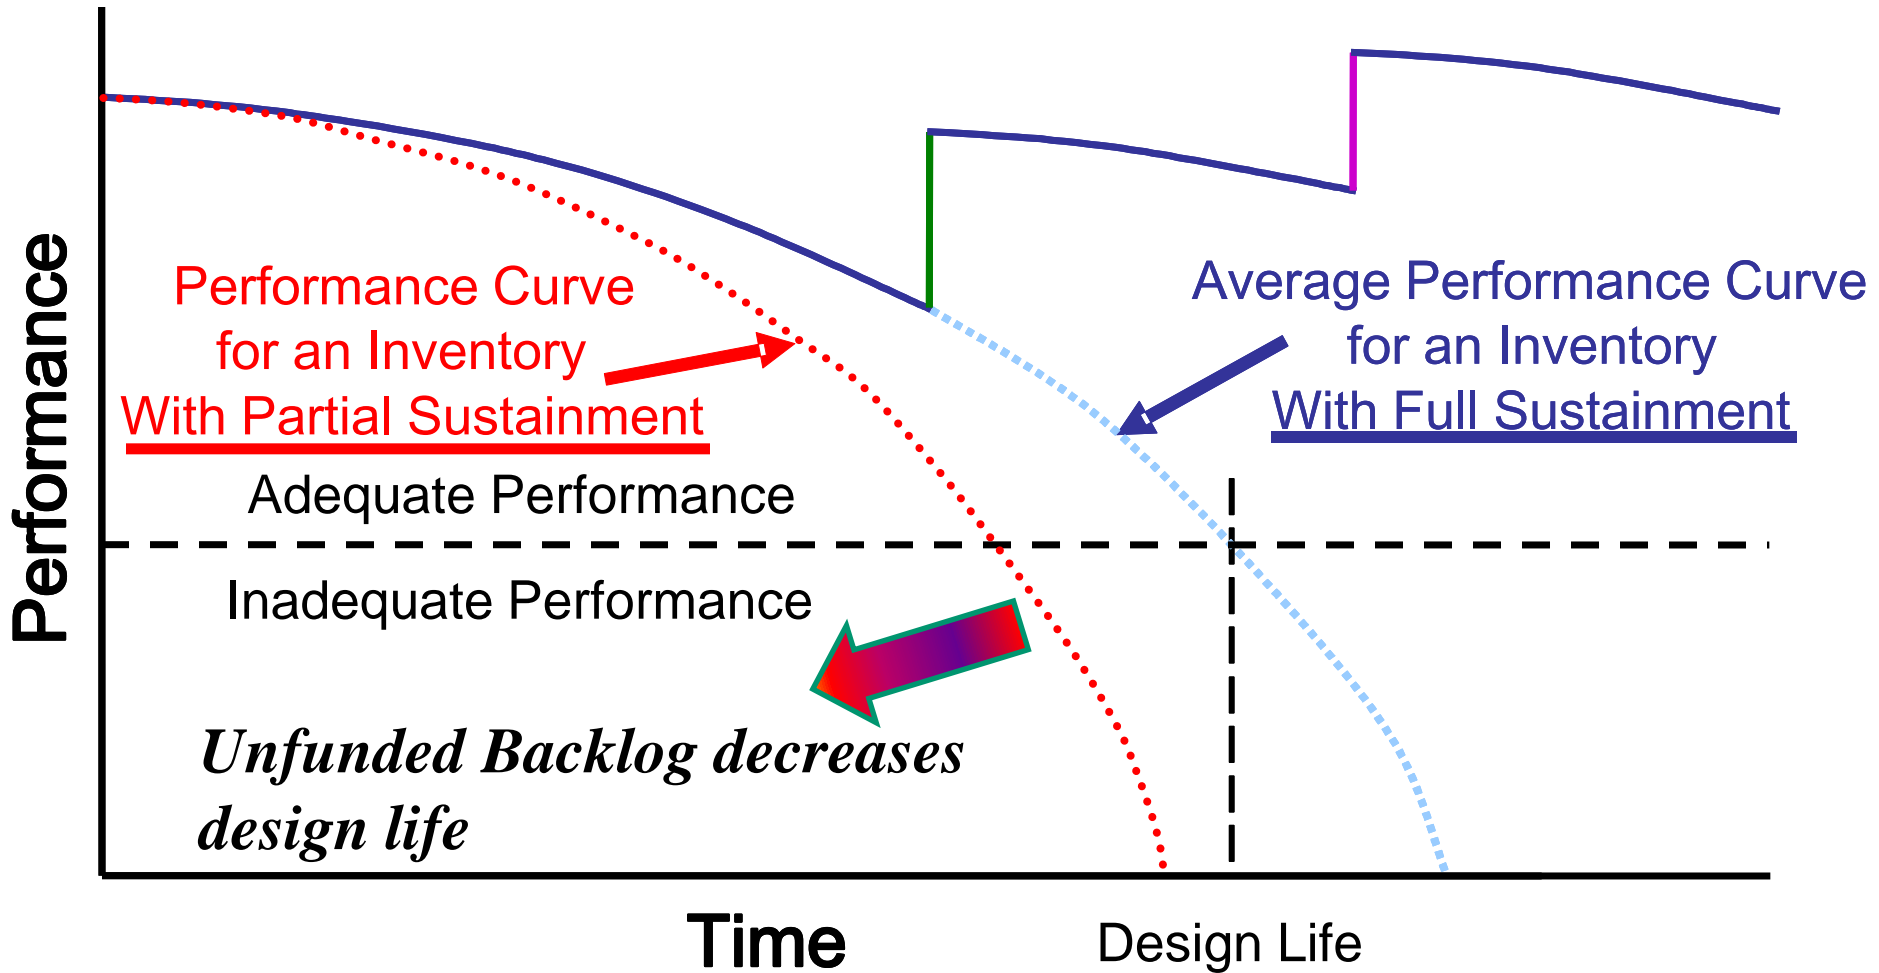 Performance
Performance Curve
for an Inventory
With Partial Sustainment
Average Performance Curve
for an Inventory
With Full Sustainment
Adequate Performance
Inadequate Performance
Unfunded Backlog decreases
design life
Time
Design Life